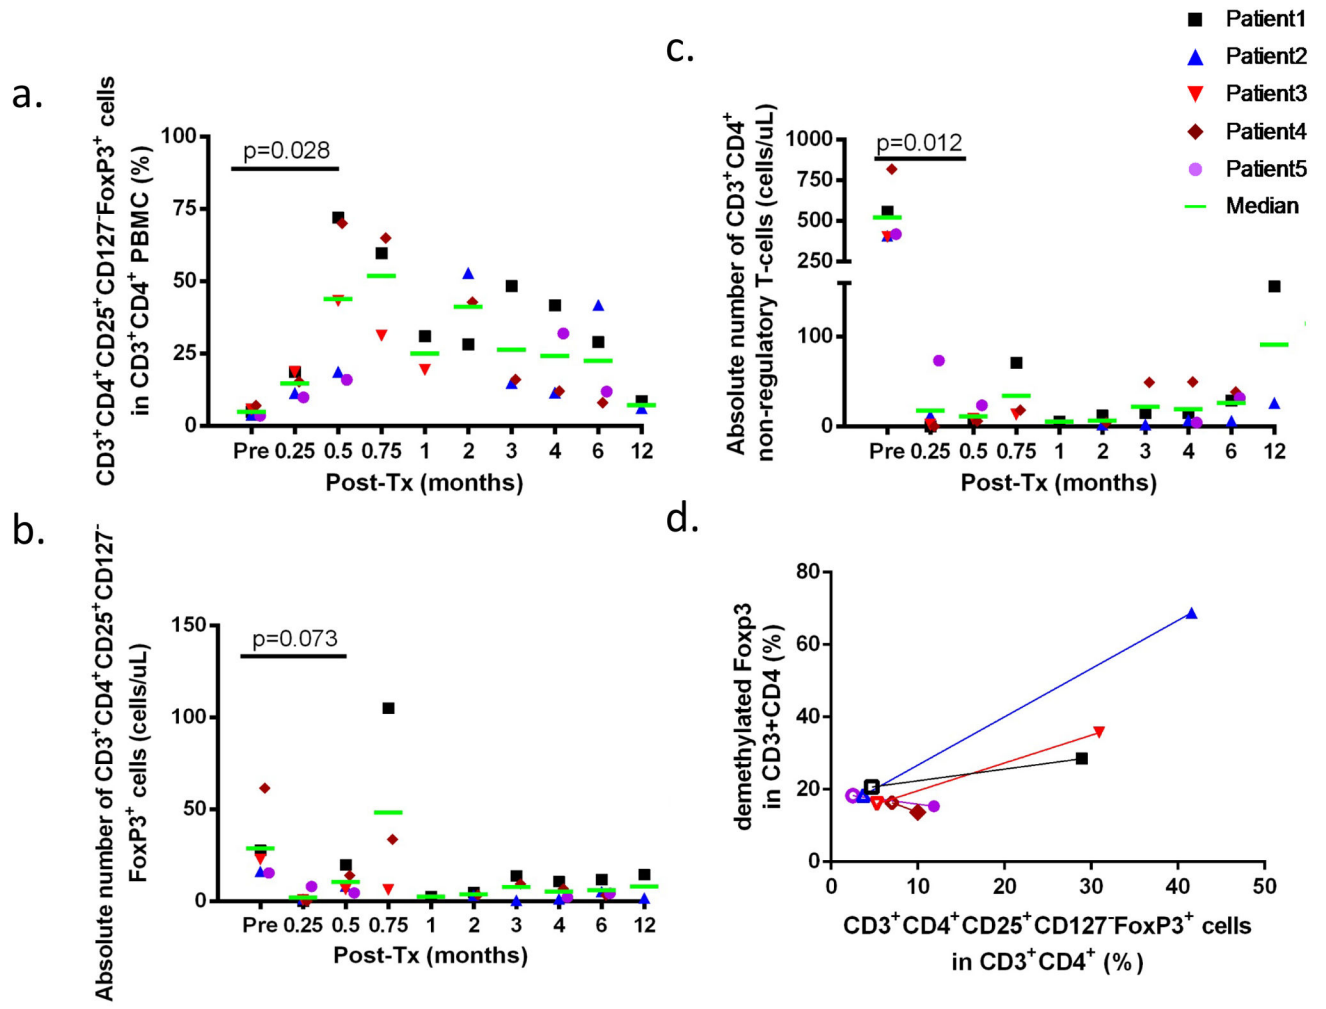 a.
CD3⁺CD4⁺CD25⁺CD127⁻FoxP3⁺ cells
in CD3⁺CD4⁺ PBMC (%)
100
75
50
25
0
p=0.028
Pre 0.25 0.5 0.75 1 2 3 4 6 12
Post-Tx (months)
c.
Absolute number of CD3⁺CD4⁺
non-regulatory T-cells (cells/uL)
1000
750
500
250
100
0
p=0.012
Pre 0.25 0.5 0.75 1 2 3 4 6 12
Post-Tx (months)
Patient1
Patient2
Patient3
Patient4
Patient5
Median
b.
Absolute number of CD3⁺CD4⁺CD25⁺CD127⁻
FoxP3⁺ cells (cells/uL)
150
100
50
0
p=0.073
Pre 0.25 0.5 0.75 1 2 3 4 6 12
Post-Tx (months)
d.
demethylated Foxp3
in CD3+CD4 (%)
80
60
40
20
0
0 10 20 30 40 50
CD3⁺CD4⁺CD25⁺CD127⁻FoxP3⁺ cells
in CD3⁺CD4⁺ (%)